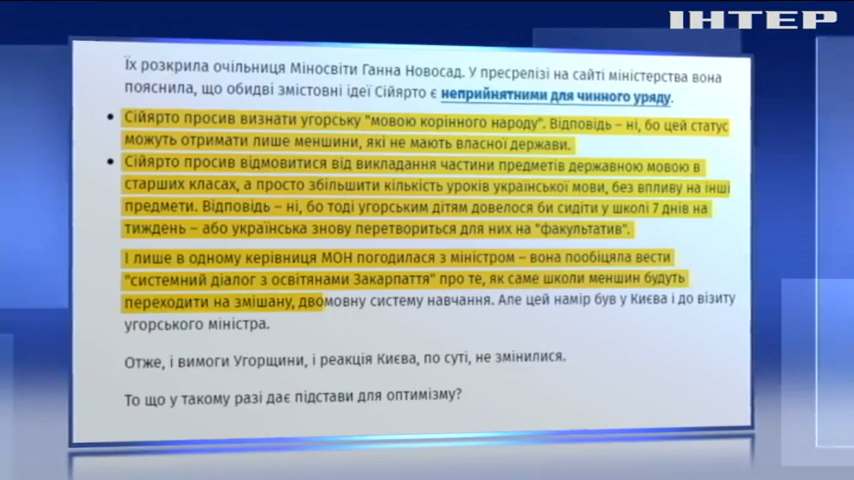 ІНТЕР
Їх розкрила очільниця Міносвіти Ганна Новосад. У пресрелізі на сайті міністерства вона
пояснила, що обидві змістовні ідеї Сійярто є неприйнятними для чинного уряду.
• Сійярто просив визнати угорську "мовою корінного народу". Відповідь – ні, бо цей статус
можуть отримати лише меншини, які не мають власної держави.
• Сійярто просив відмовитися від викладання частини предметів державною мовою в
старших класах, а просто збільшити кількість уроків української мови, без впливу на інші
предмети. Відповідь – ні, бо тоді угорським дітям довелося би сидіти у школі 7 днів на
тиждень – або українська знову перетвориться для них на "факультатив".
І лише в одному керівниця МОН погодилася з міністром – вона пообіцяла вести
"системний діалог з освітянами Закарпаття" про те, як саме школи меншин будуть
переходити на змішану, двомовну систему навчання. Але цей намір був у Києва і до візиту
угорського міністра.
Отже, і вимоги Угорщини, і реакція Києва, по суті, не змінилися.
То що у такому разі дає підстави для оптимізму?